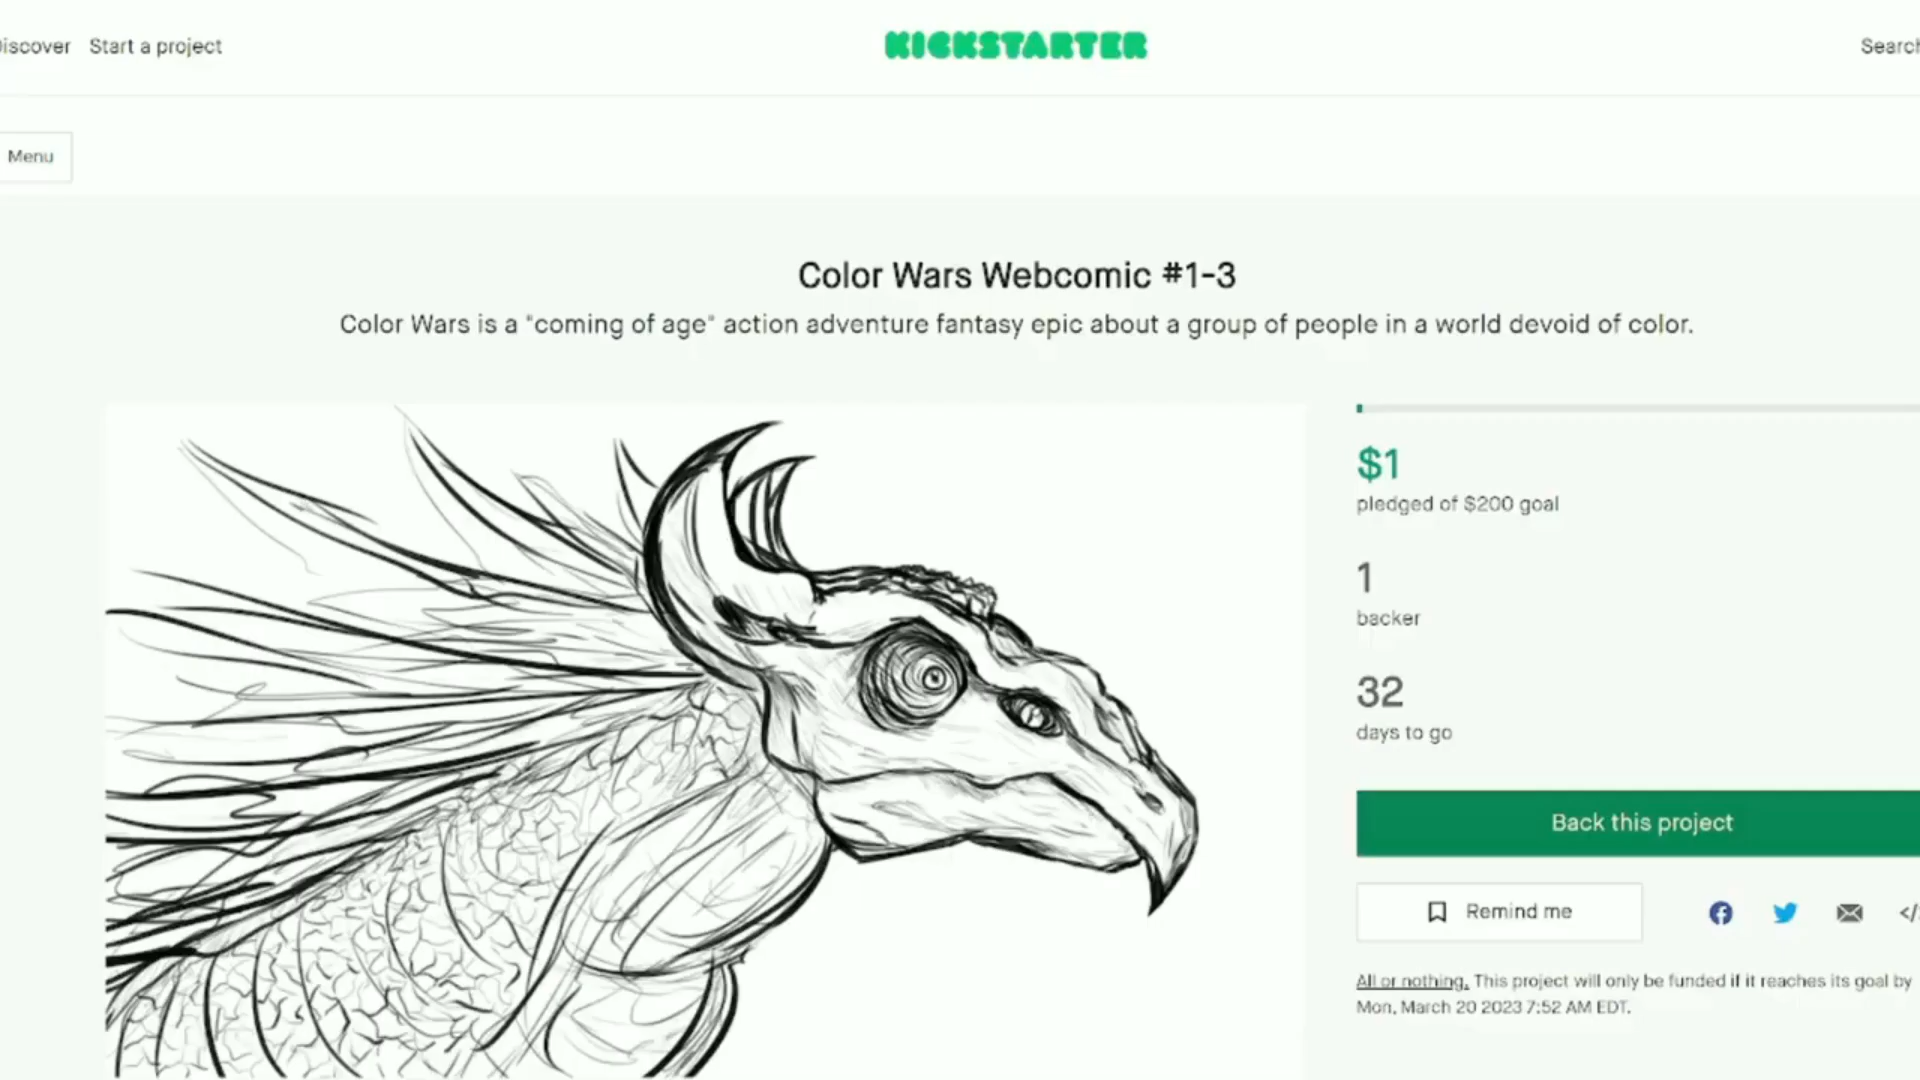 Discover Start a project
KICKSTARTER
Search
Menu
Color Wars Webcomic #1-3
Color Wars is a "coming of age" action adventure fantasy epic about a group of people in a world devoid of color.
$1
pledged of $200 goal
1
backer
32
days to go
Back this project
Remind me
</>
All or nothing. This project will only be funded if it reaches its goal by
Mon, March 20 2023 7:52 AM EDT.